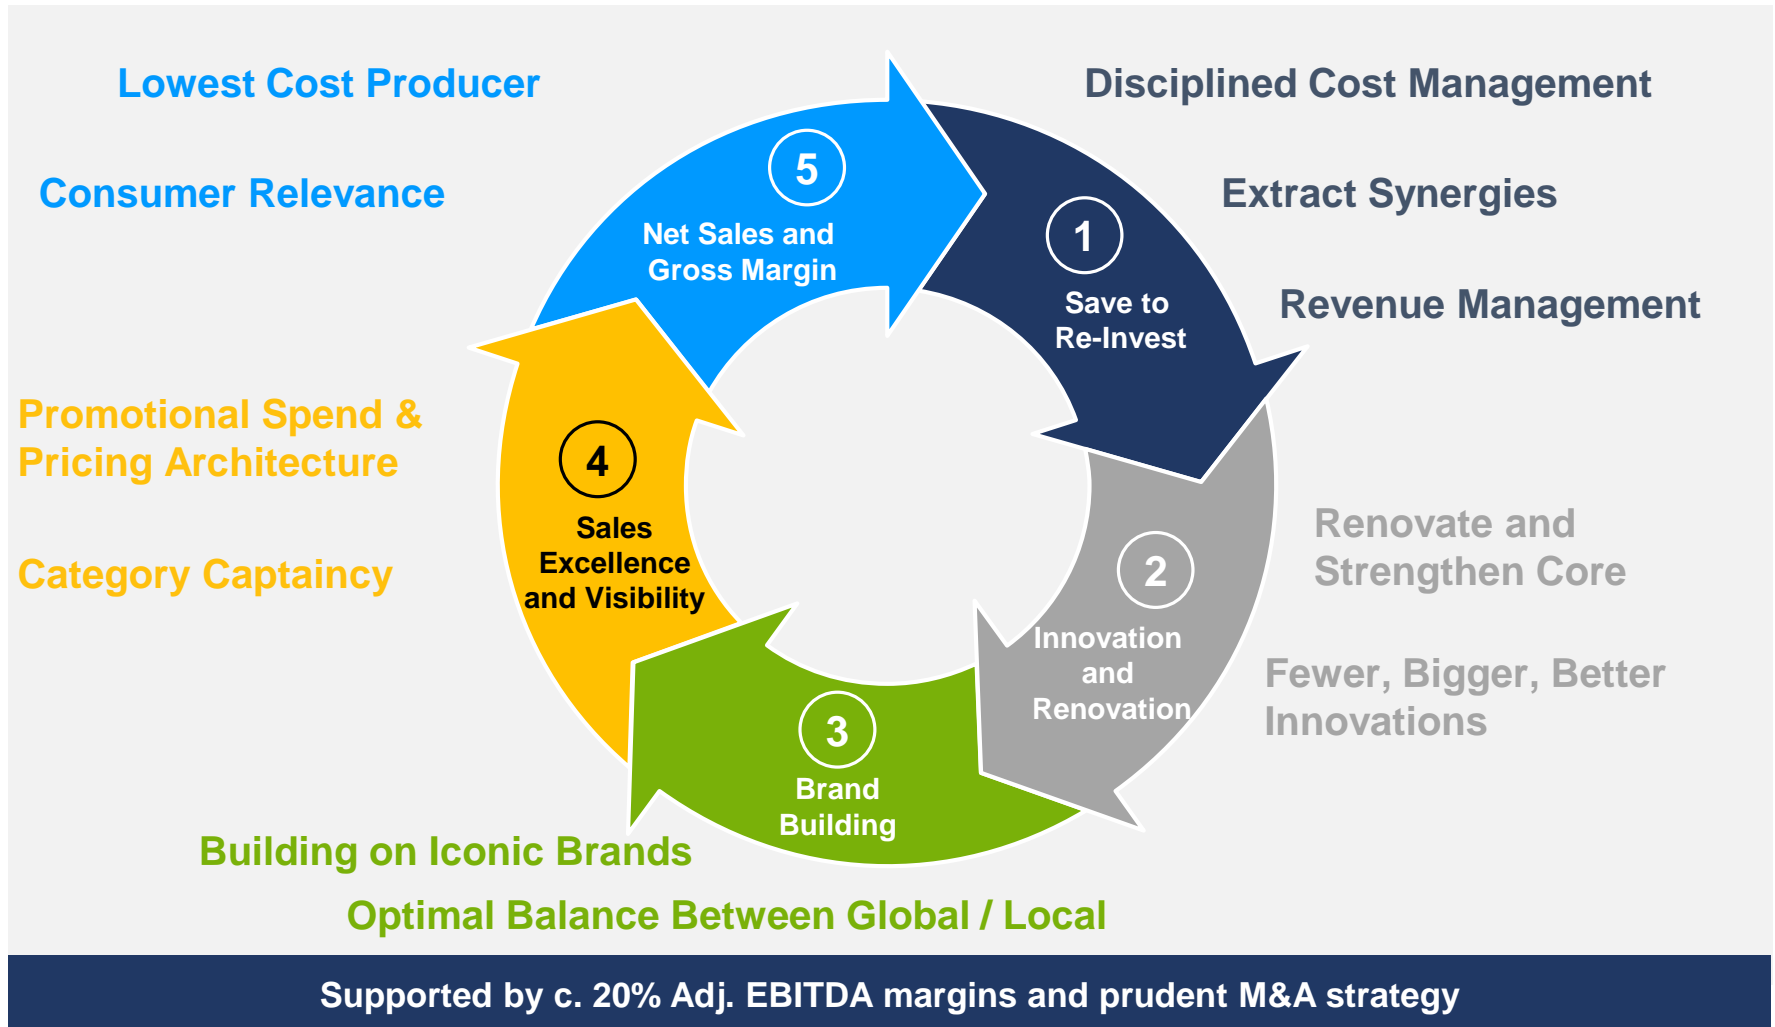 Lowest Cost Producer
Consumer Relevance
5
Net Sales and
Gross Margin
Disciplined Cost Management
Extract Synergies
Revenue Management
1
Save to
Re-Invest
Renovate and
Strengthen Core
Fewer, Bigger, Better
Innovations
2
Innovation
and
Renovation
3
Brand
Building
Building on Iconic Brands
Optimal Balance Between Global / Local
Promotional Spend &
Pricing Architecture
Category Captaincy
4
Sales
Excellence
and Visibility
Supported by c. 20% Adj. EBITDA margins and prudent M&A strategy